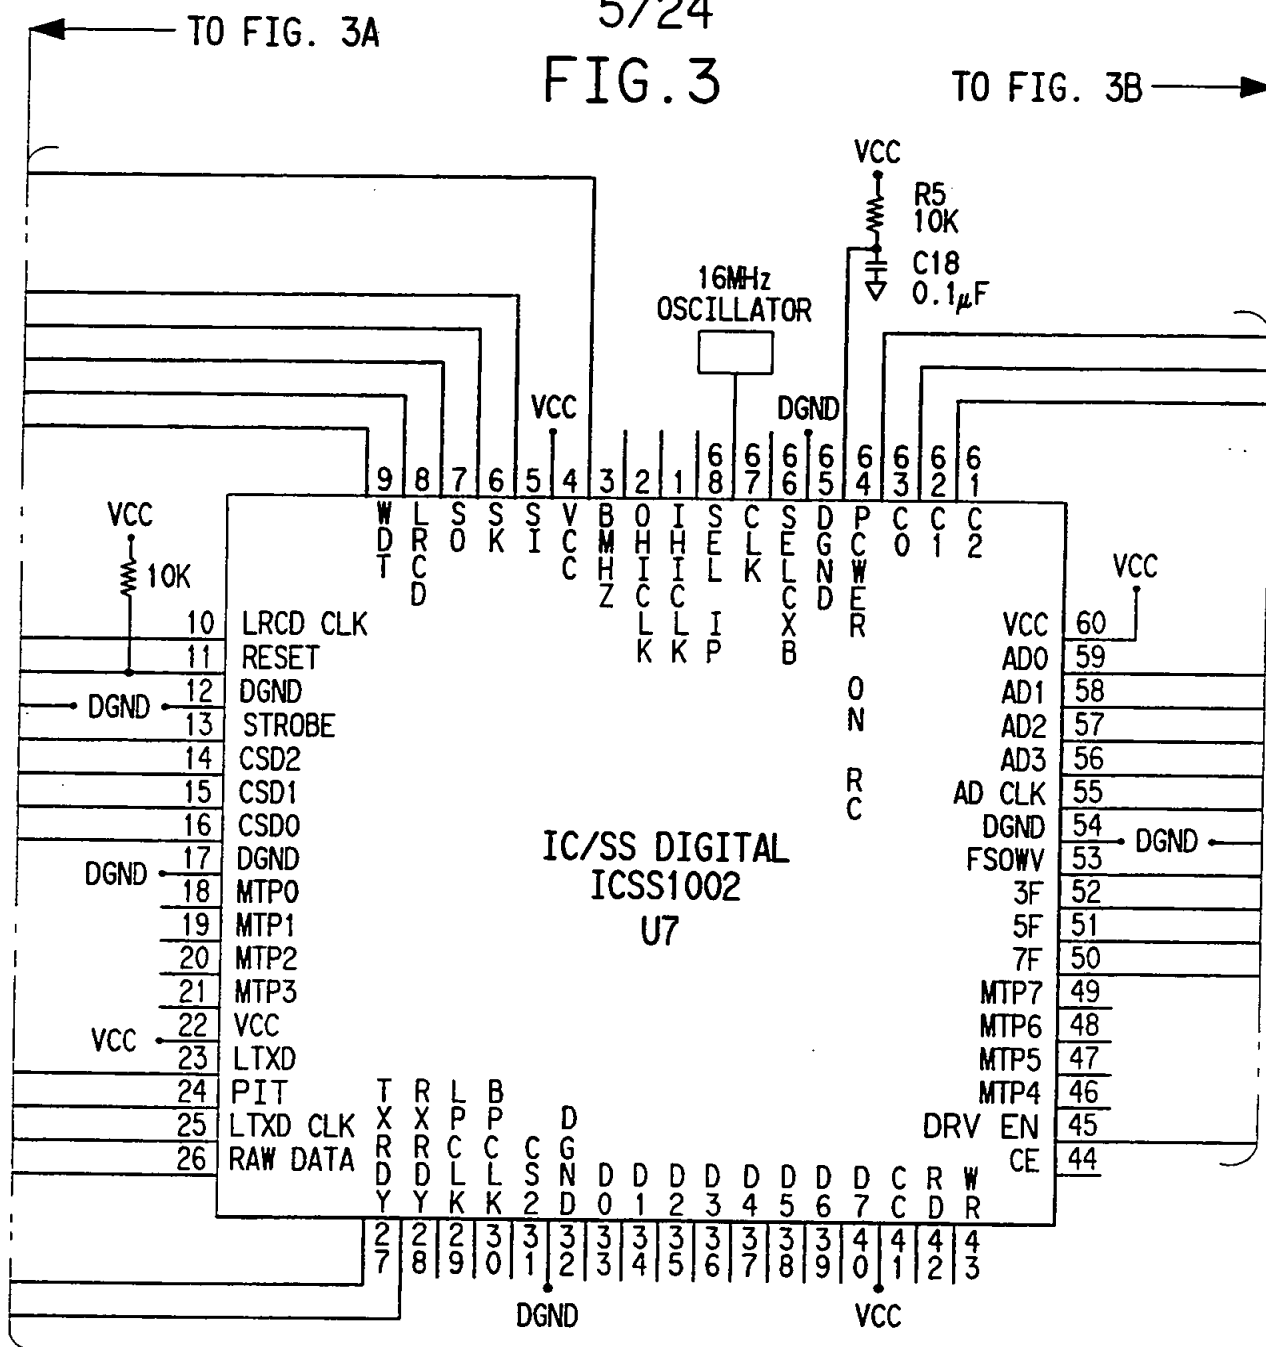 5/24
TO FIG. 3A
FIG.3
TO FIG. 3B
VCC
R5
10K
C18
0.1µF
16MHz
OSCILLATOR
VCC
DGND
9 8 7 6 5 4 3 2 1 68 67 66 65 64 63 62 61
WDT
LRCD
SO
SK
SI
VCC
BMHZ
OHICLK
IHICLK
SEL IP
CLK
SELCXB
DGND
PCWER ON RC
C0
C1
C2
VCC
10K
10 LRCD CLK
11 RESET
12 DGND
DGND
13 STROBE
14 CSD2
15 CSD1
16 CSD0
17 DGND
DGND
18 MTP0
19 MTP1
20 MTP2
21 MTP3
22 VCC
VCC
23 LTXD
24 PIT
25 LTXD CLK
26 RAW DATA
IC/SS DIGITAL
ICSS1002
U7
VCC
VCC 60
AD0 59
AD1 58
AD2 57
AD3 56
AD CLK 55
DGND 54
DGND
FSOWV 53
3F 52
5F 51
7F 50
MTP7 49
MTP6 48
MTP5 47
MTP4 46
DRV EN 45
CE 44
TXRDY
RXRDY
LPCLK
BPCLK
CS2
DGND
D0
D1
D2
D3
D4
D5
D6
D7
CC
RD
WR
27 28 29 30 31 32 33 34 35 36 37 38 39 40 41 42 43
DGND
VCC